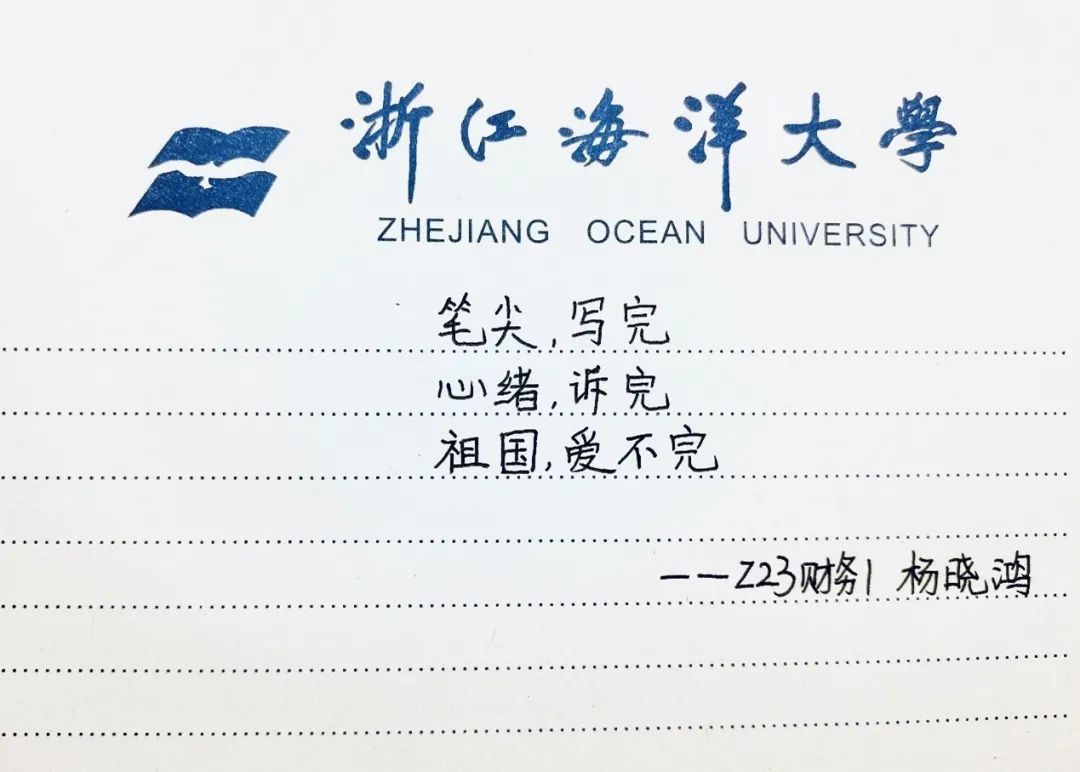 浙江海洋大學
ZHEJIANG OCEAN UNIVERSITY
笔尖,写完
心绪,诉完
祖国,爱不完
——Z23财务1 杨晓鸿